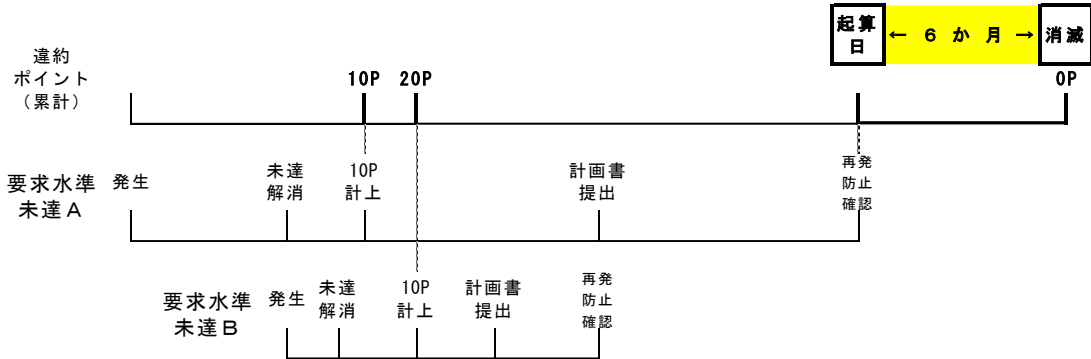 起算
日
← 6 か 月 →
消滅
違約
ポイント
（累計）
10P
20P
0P
要求水準
未達A
発生
未達
解消
10P
計上
計画書
提出
再発
防止
確認
要求水準
未達B
発生
未達
解消
10P
計上
計画書
提出
再発
防止
確認